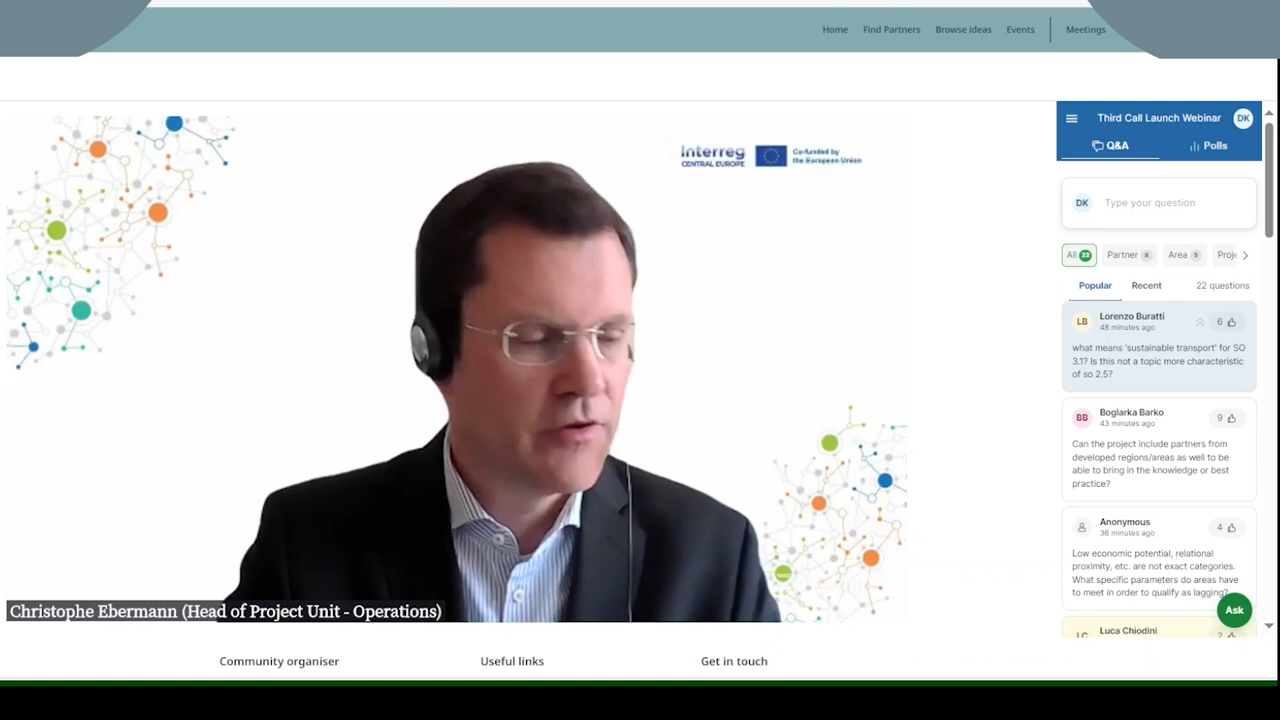 Home Find Partners Browse ideas Events Meetings
Interreg
CENTRAL EUROPE
Co-funded by
the European Union
Christophe Ebermann (Head of Project Unit - Operations)
Third Call Launch Webinar DK
Q&A Polls
DK Type your question
All 22 Partner 8 Area 5 Proje
Popular Recent 22 questions
LB Lorenzo Buratti 6
48 minutes ago
what means 'sustainable transport' for SO
3.1? Is this not a topic more characteristic
of so 2.5?
BB Boglarka Barko 9
43 minutes ago
Can the project include partners from
developed regions/areas as well to be
able to bring in the knowledge or best
practice?
Anonymous 4
36 minutes ago
Low economic potential, relational
proximity, etc. are not exact categories.
What specific parameters do areas have
to meet in order to qualify as lagging?
Ask
LC Luca Chiodini 2
Community organiser Useful links Get in touch